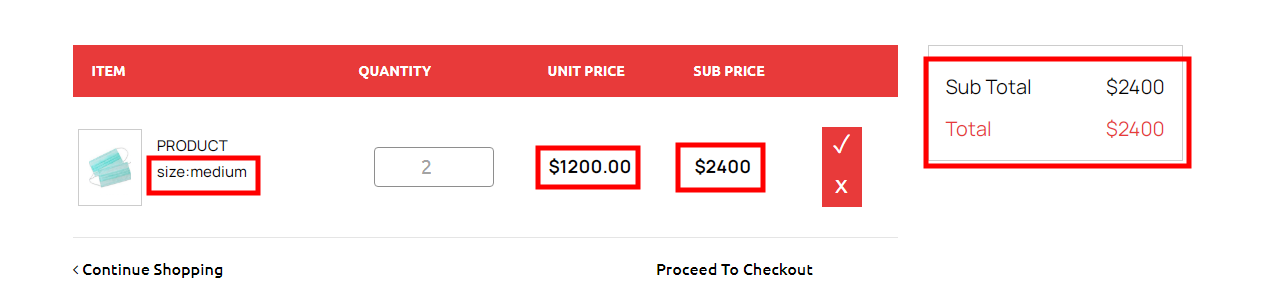 ITEM QUANTITY UNIT PRICE SUB PRICE
PRODUCT
size:medium
2
$1200.00
$2400
✓
x
Sub Total $2400
Total $2400
‹ Continue Shopping
Proceed To Checkout